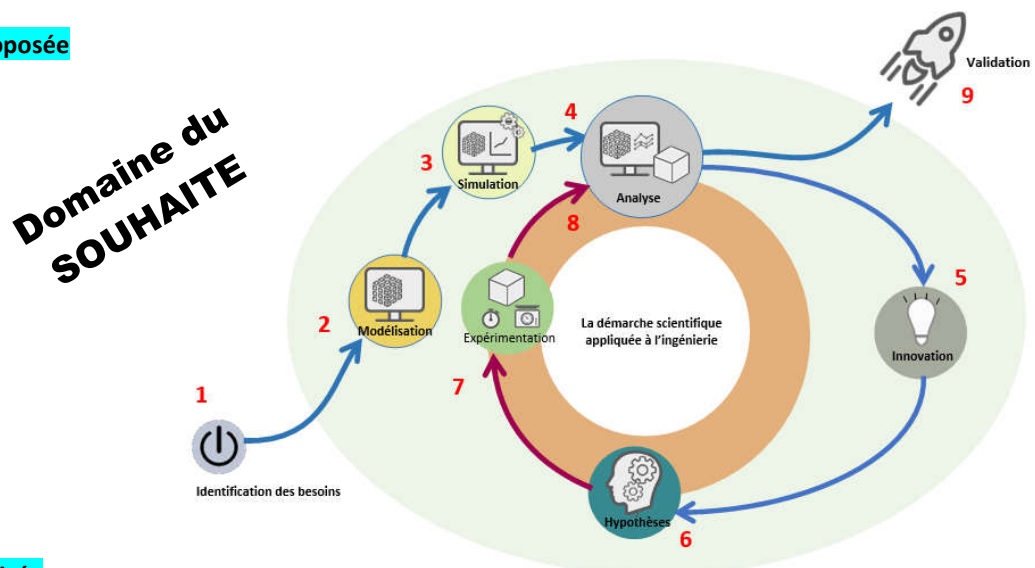 posée
Domaine du
SOUHAITE
1
Identification des besoins
2
Modélisation
3
Simulation
4
Analyse
5
Innovation
6
Hypothèses
7
Expérimentation
8
9
Validation
La démarche scientifique
appliquée à l'ingénierie